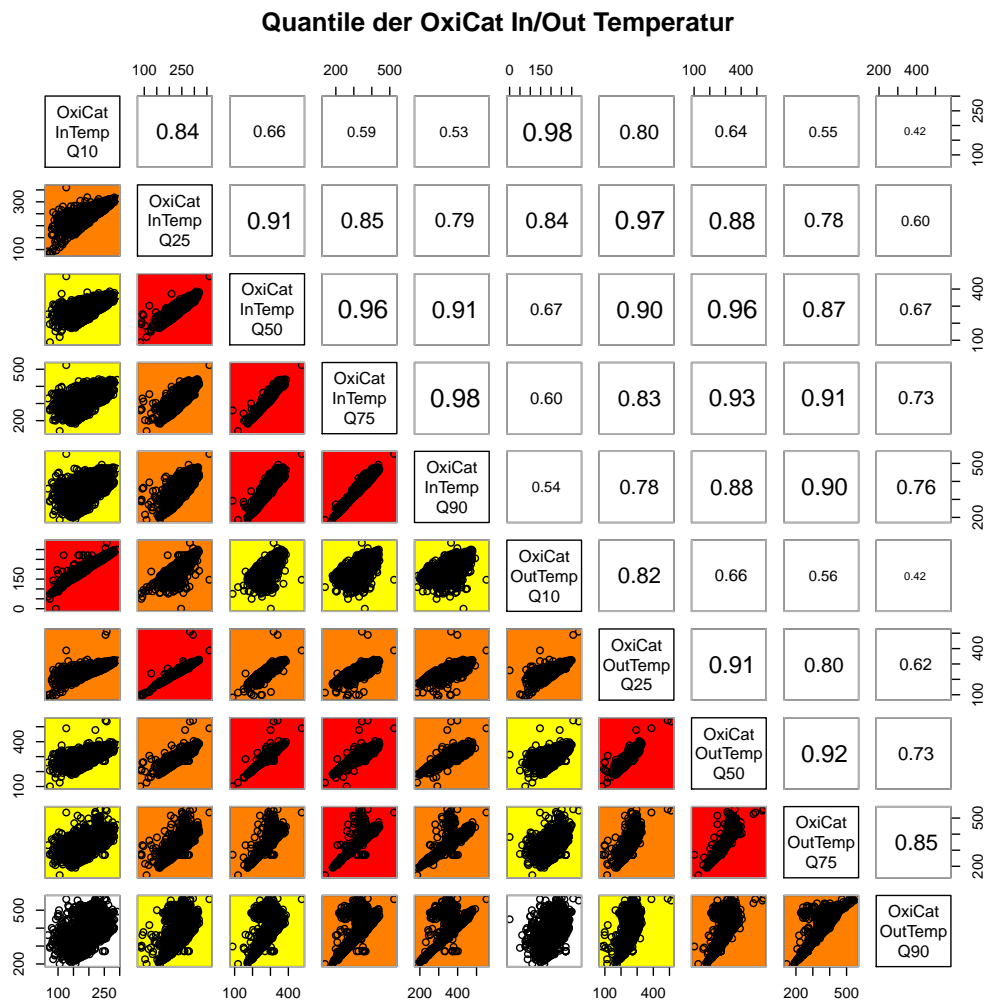 Quantile der OxiCat In/Out Temperatur
100 250 200 500 0 150 100 400 200 400
OxiCat
InTemp
Q10
0.84 0.66 0.59 0.53 0.98 0.80 0.64 0.55 0.42
100 250
100 300
OxiCat
InTemp
Q25
0.91 0.85 0.79 0.84 0.97 0.88 0.78 0.60
OxiCat
InTemp
Q50
0.96 0.91 0.67 0.90 0.96 0.87 0.67
100 400
200 500
OxiCat
InTemp
Q75
0.98 0.60 0.83 0.93 0.91 0.73
OxiCat
InTemp
Q90
0.54 0.78 0.88 0.90 0.76
200 500
0 150
OxiCat
OutTemp
Q10
0.82 0.66 0.56 0.42
OxiCat
OutTemp
Q25
0.91 0.80 0.62
100 400
100 400
OxiCat
OutTemp
Q50
0.92 0.73
OxiCat
OutTemp
Q75
0.85
200 500
200 500
OxiCat
OutTemp
Q90
100 250 100 400 200 400 100 400 200 500